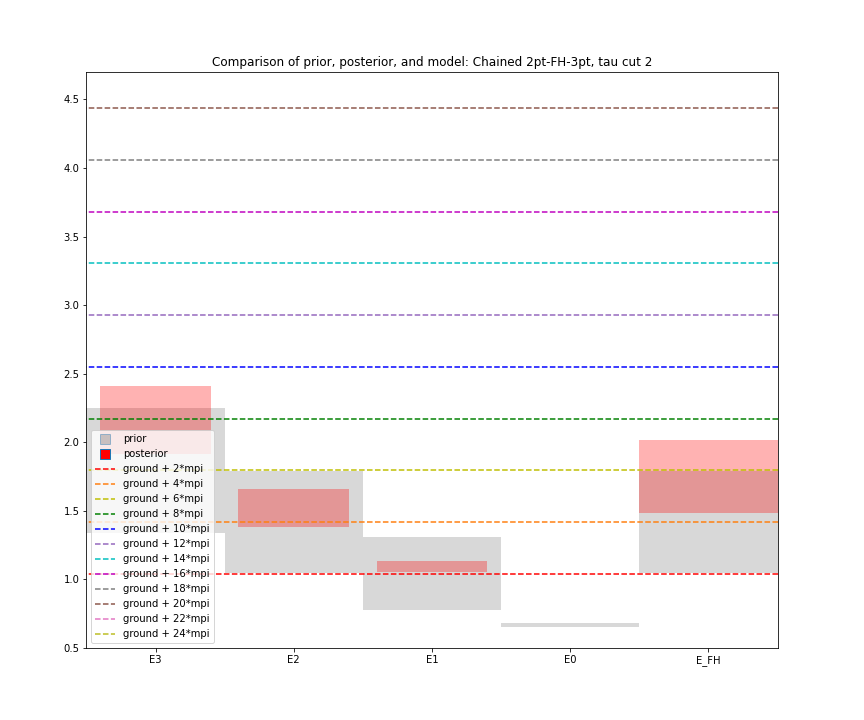 Comparison of prior, posterior, and model: Chained 2pt-FH-3pt, tau cut 2
4.5
4.0
3.5
3.0
2.5
2.0
1.5
1.0
0.5
prior
posterior
ground + 2*mpi
ground + 4*mpi
ground + 6*mpi
ground + 8*mpi
ground + 10*mpi
ground + 12*mpi
ground + 14*mpi
ground + 16*mpi
ground + 18*mpi
ground + 20*mpi
ground + 22*mpi
ground + 24*mpi
E3 E2 E1 E0 E_FH